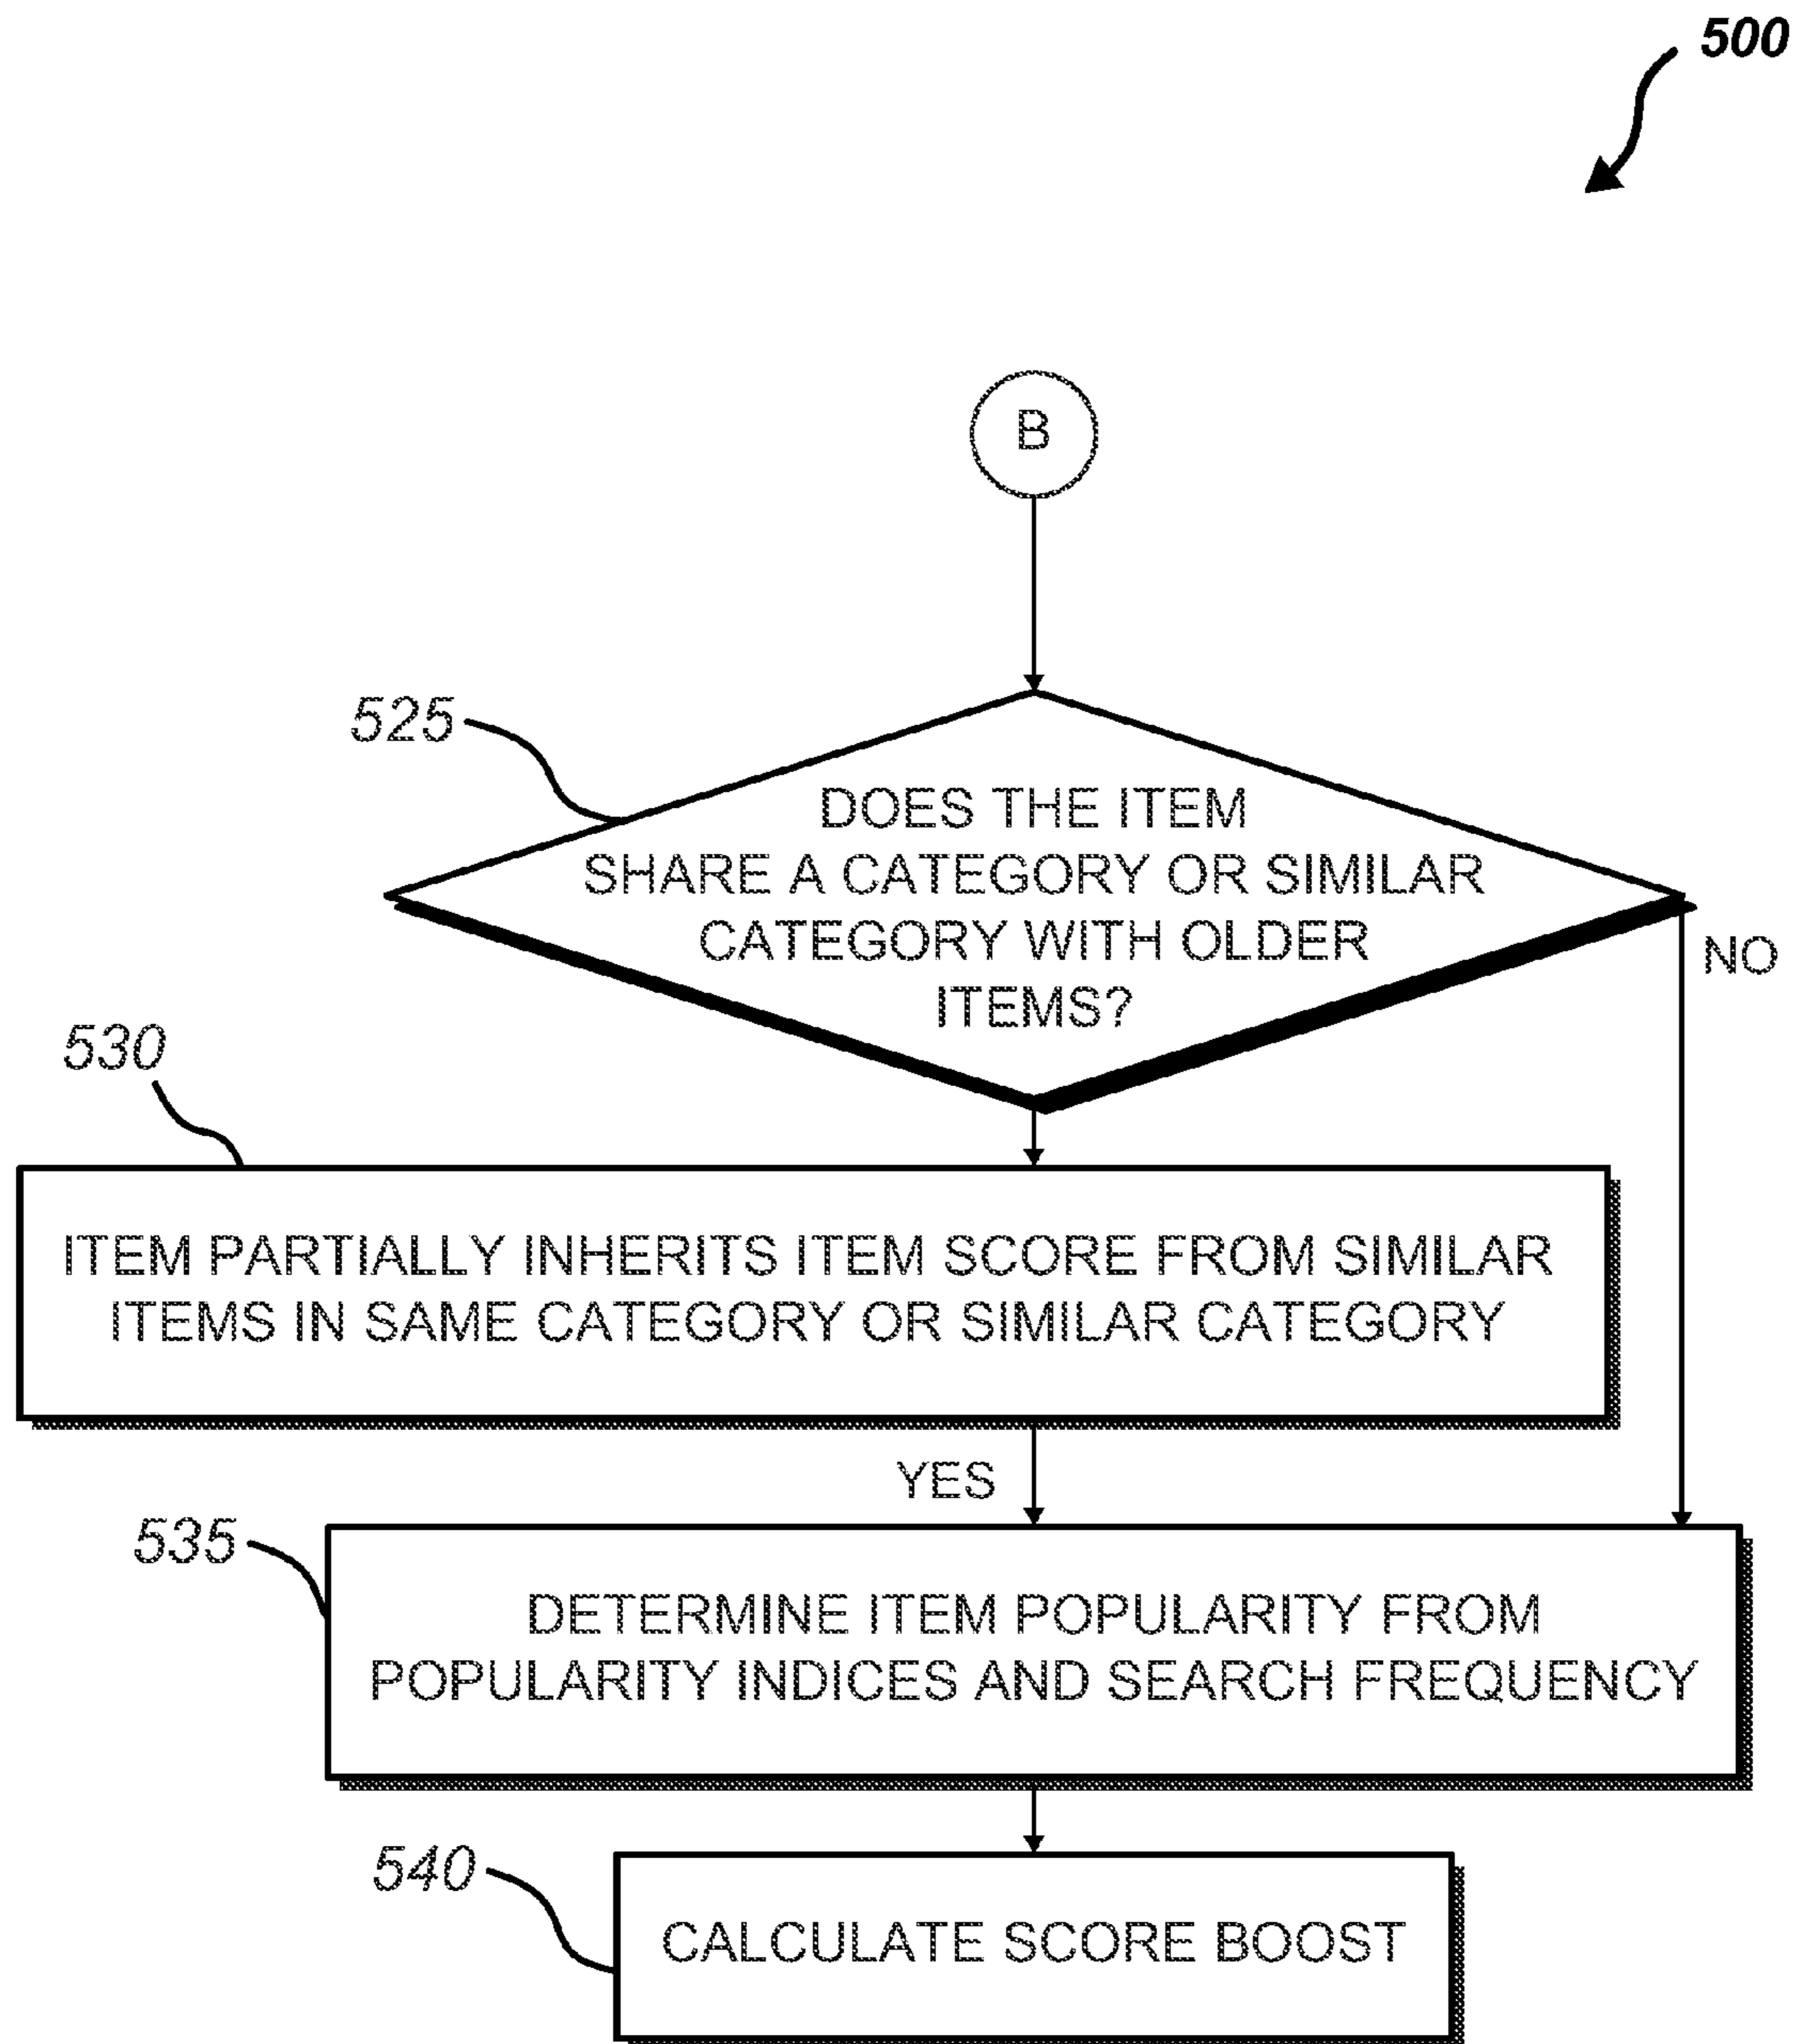 500
B
525
DOES THE ITEM
SHARE A CATEGORY OR SIMILAR
CATEGORY WITH OLDER
ITEMS?
NO
530
ITEM PARTIALLY INHERITS ITEM SCORE FROM SIMILAR
ITEMS IN SAME CATEGORY OR SIMILAR CATEGORY
YES
535
DETERMINE ITEM POPULARITY FROM
POPULARITY INDICES AND SEARCH FREQUENCY
540
CALCULATE SCORE BOOST